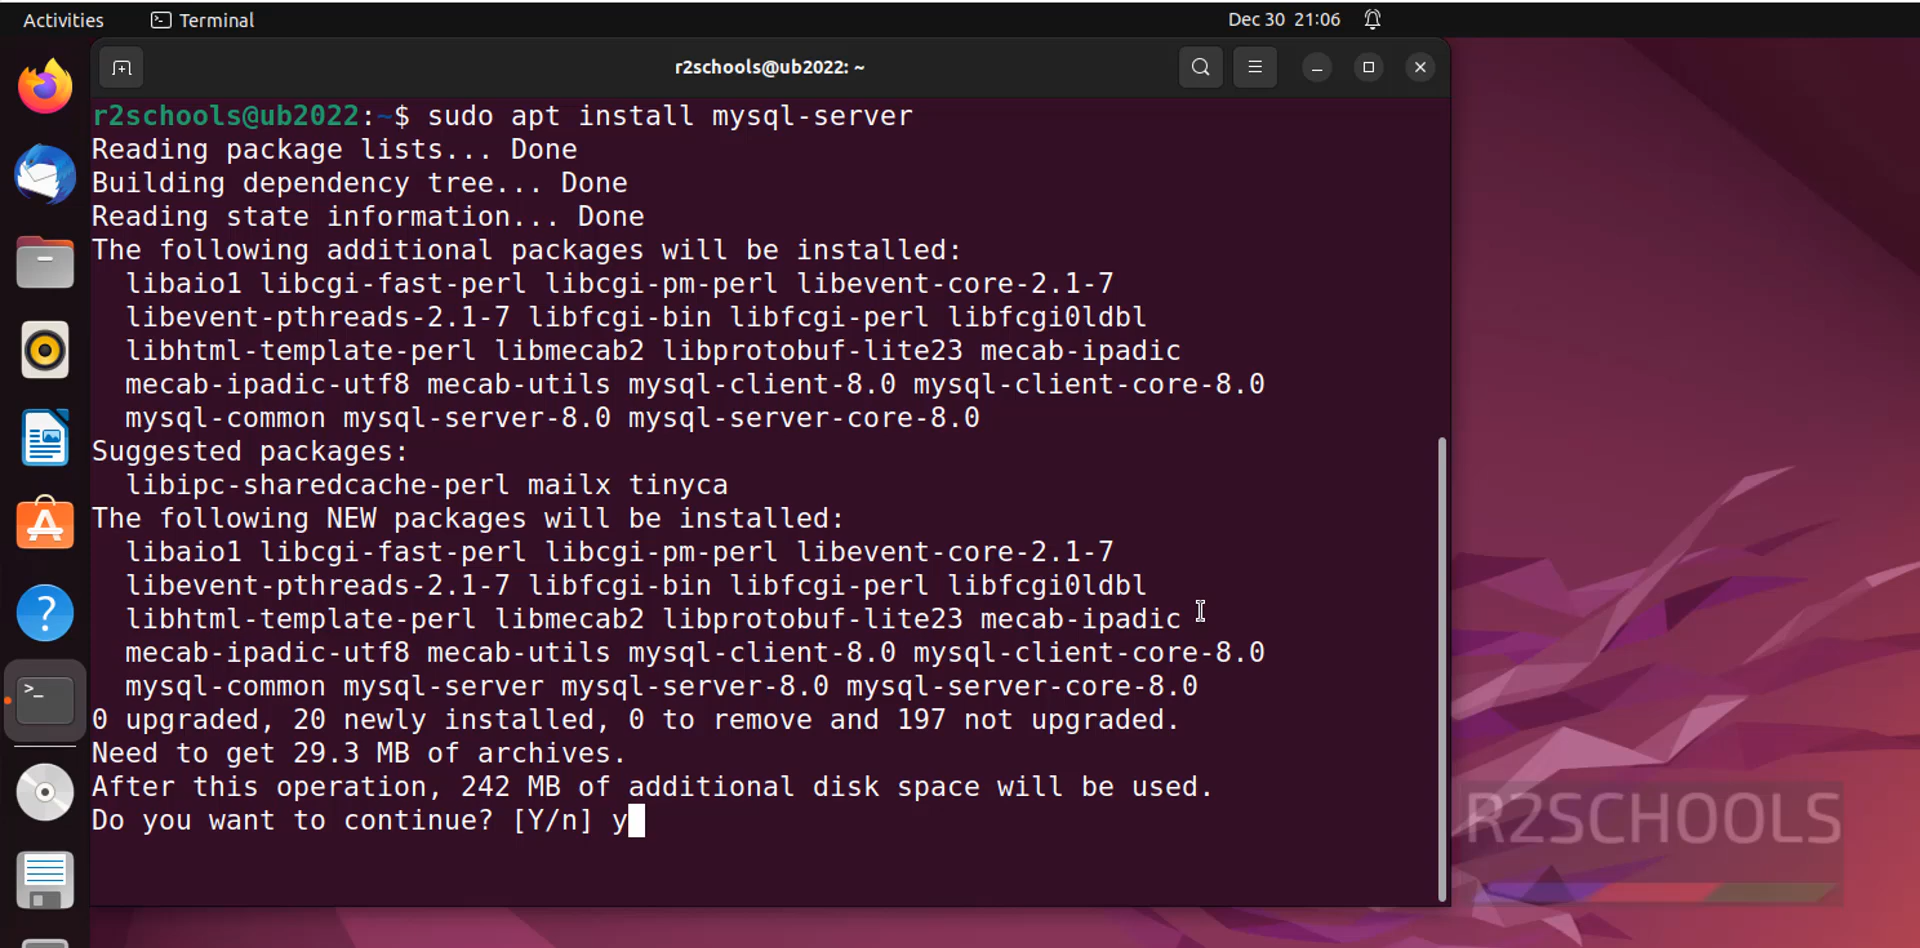 Activities Terminal Dec 30 21:06
r2schools@ub2022: ~
r2schools@ub2022:~$ sudo apt install mysql-server
Reading package lists... Done
Building dependency tree... Done
Reading state information... Done
The following additional packages will be installed:
libaio1 libcgi-fast-perl libcgi-pm-perl libevent-core-2.1-7
libevent-pthreads-2.1-7 libfcgi-bin libfcgi-perl libfcgi0ldbl
libhtml-template-perl libmecab2 libprotobuf-lite23 mecab-ipadic
mecab-ipadic-utf8 mecab-utils mysql-client-8.0 mysql-client-core-8.0
mysql-common mysql-server-8.0 mysql-server-core-8.0
Suggested packages:
libipc-sharedcache-perl mailx tinyca
The following NEW packages will be installed:
libaio1 libcgi-fast-perl libcgi-pm-perl libevent-core-2.1-7
libevent-pthreads-2.1-7 libfcgi-bin libfcgi-perl libfcgi0ldbl
libhtml-template-perl libmecab2 libprotobuf-lite23 mecab-ipadic
mecab-ipadic-utf8 mecab-utils mysql-client-8.0 mysql-client-core-8.0
mysql-common mysql-server mysql-server-8.0 mysql-server-core-8.0
0 upgraded, 20 newly installed, 0 to remove and 197 not upgraded.
Need to get 29.3 MB of archives.
After this operation, 242 MB of additional disk space will be used.
Do you want to continue? [Y/n] y
R2SCHOOLS